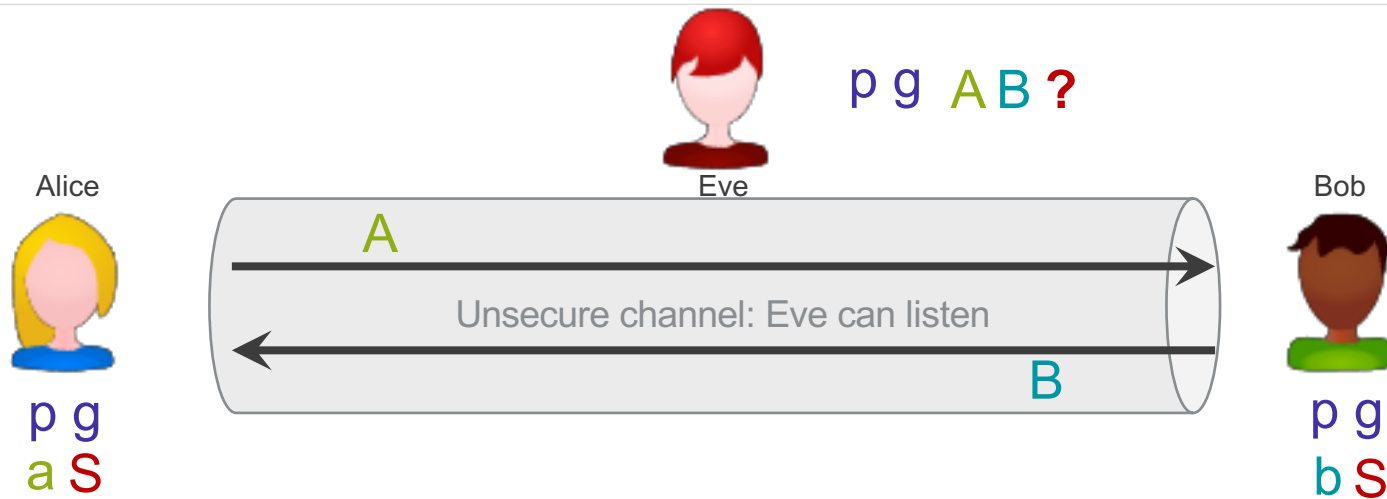 p g A B ?
Alice
Eve
Bob
A
Unsecure channel: Eve can listen
B
p g
a S
p g
b S